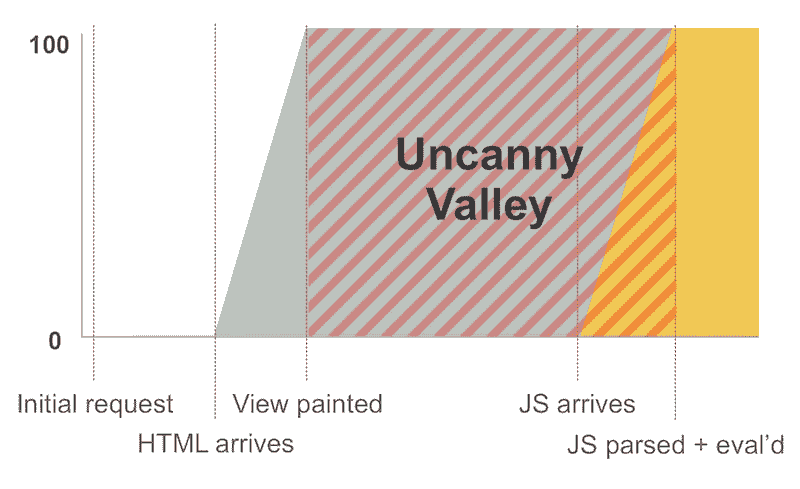 100
Uncanny
Valley
0
Initial request
View painted
JS arrives
HTML arrives
JS parsed + eval'd